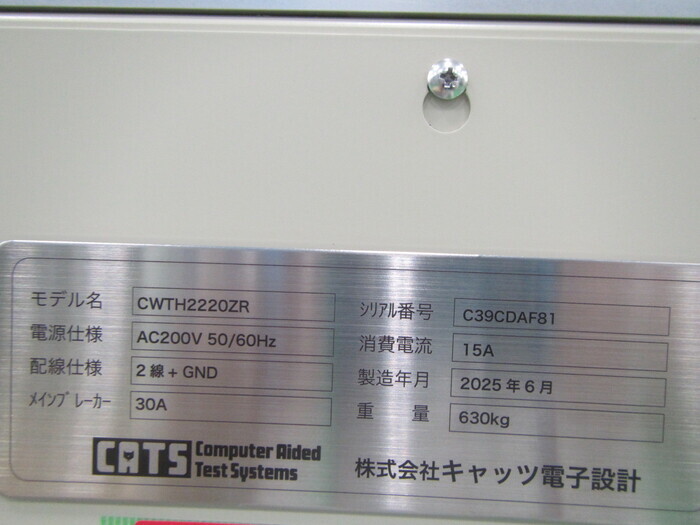 モデル名 CWTH2220ZR シリアル番号 C39CDAF81
電源仕様 AC200V 50/60Hz 消費電流 15A
配線仕様 2線+GND 製造年月 2025年6月
メインブレーカー 30A 重量 630kg
CATS Computer Aided
Test Systems
株式会社キャッツ電子設計